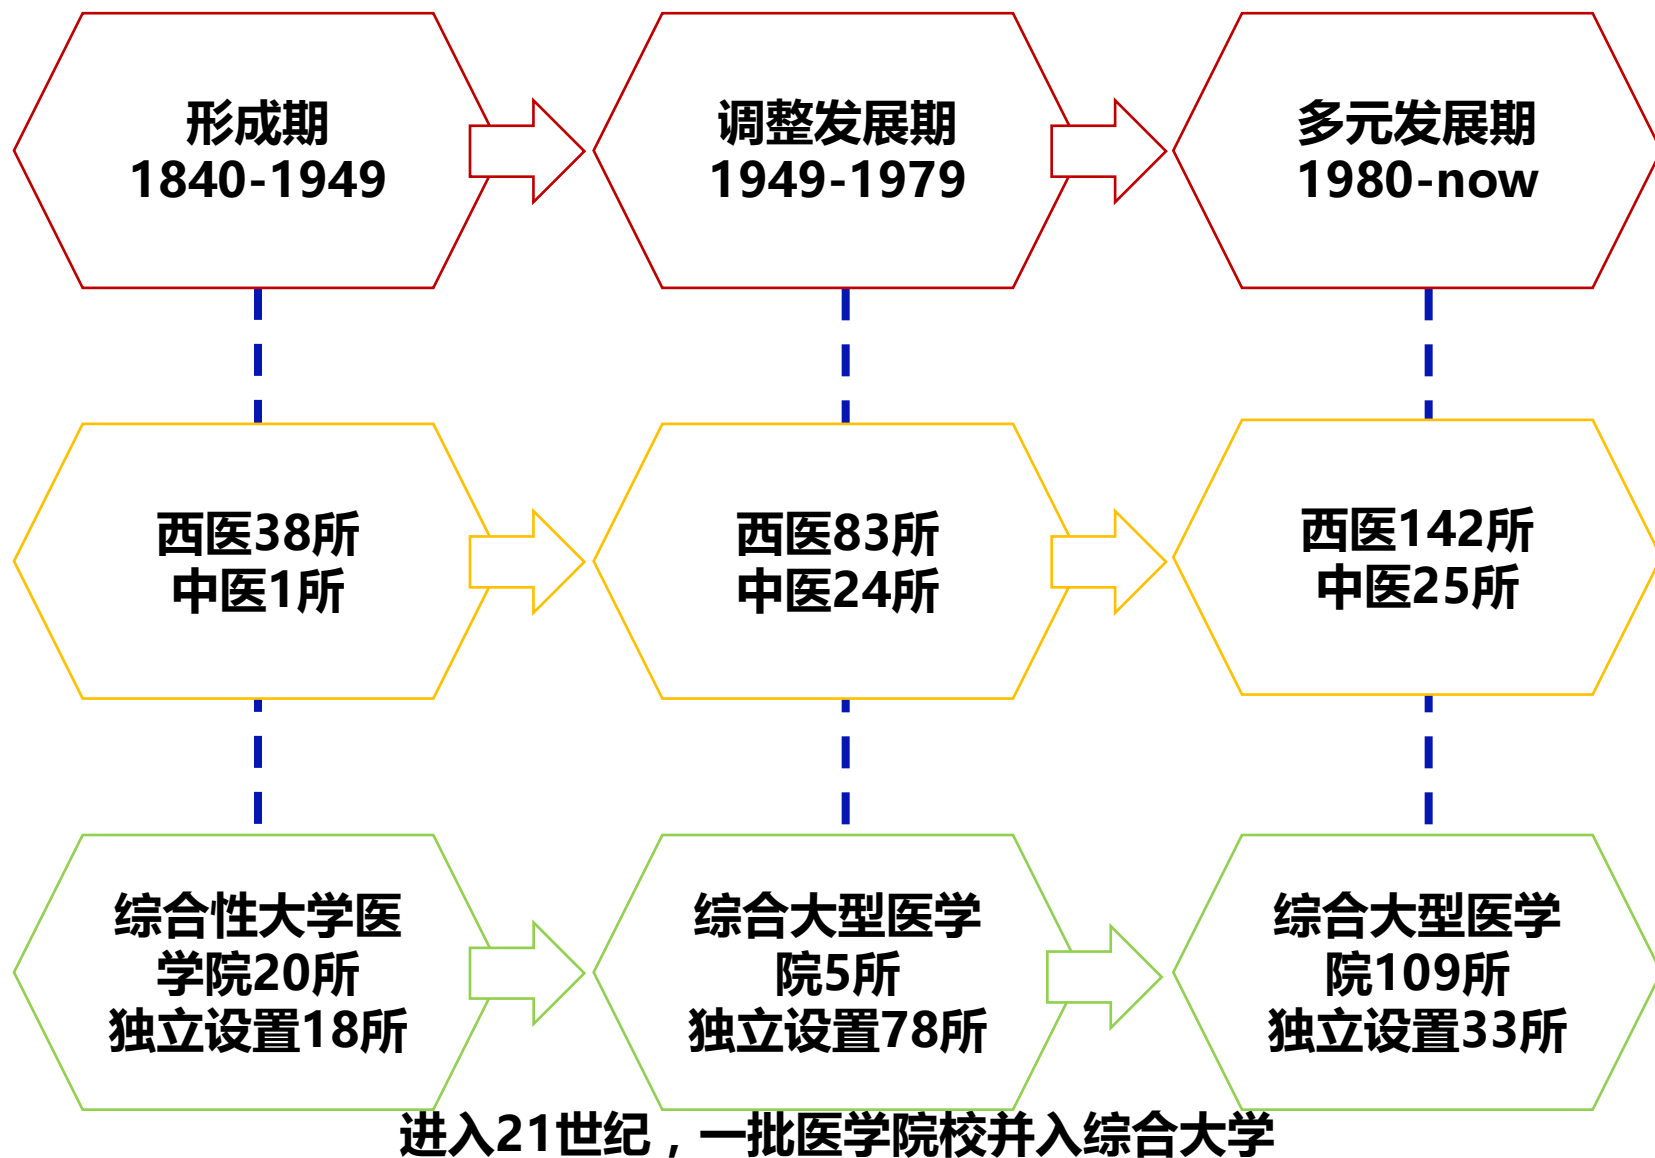 形成期
1840-1949
调整发展期
1949-1979
多元发展期
1980-now
西医38所
中医1所
西医83所
中医24所
西医142所
中医25所
综合性大学医
学院20所
独立设置18所
综合大型医学
院5所
独立设置78所
综合大型医学
院109所
独立设置33所
进入21世纪，一批医学院校并入综合大学